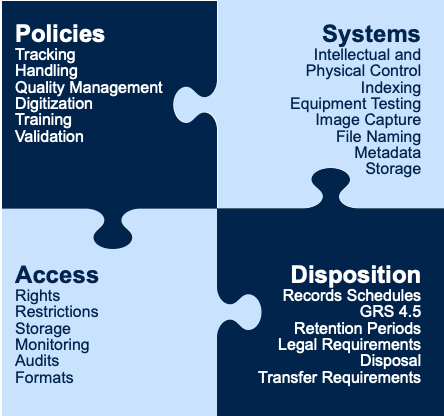 Policies
Tracking
Handling
Quality Management
Digitization
Training
Validation
Systems
Intellectual and
Physical Control
Indexing
Equipment Testing
Image Capture
File Naming
Metadata
Storage
Access
Rights
Restrictions
Storage
Monitoring
Audits
Formats
Disposition
Records Schedules
GRS 4.5
Retention Periods
Legal Requirements
Disposal
Transfer Requirements